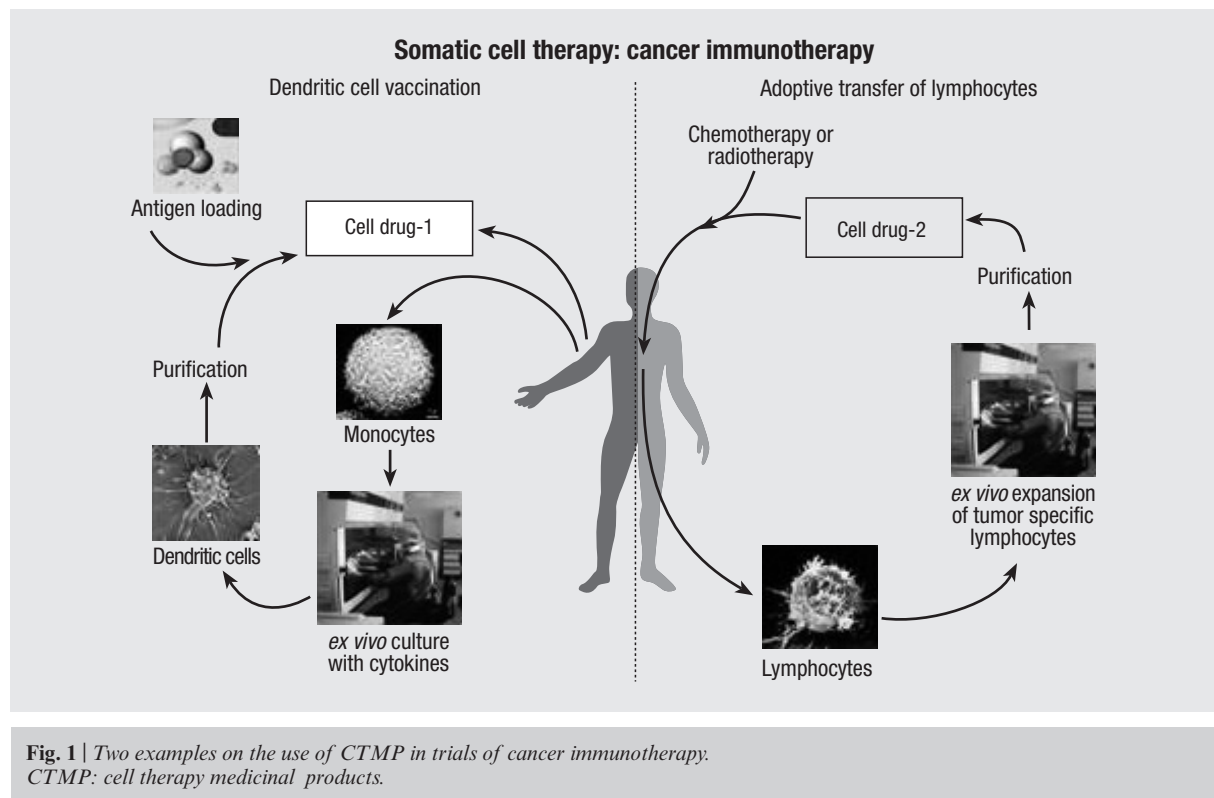 Somatic cell therapy: cancer immunotherapy
Dendritic cell vaccination
Antigen loading
Cell drug-1
Purification
Monocytes
Dendritic cells
ex vivo culture
with cytokines
Adoptive transfer of lymphocytes
Chemotherapy or
radiotherapy
Cell drug-2
Purification
ex vivo expansion
of tumor specific
lymphocytes
Lymphocytes
Fig. 1 | Two examples on the use of CTMP in trials of cancer immunotherapy.
CTMP: cell therapy medicinal products.